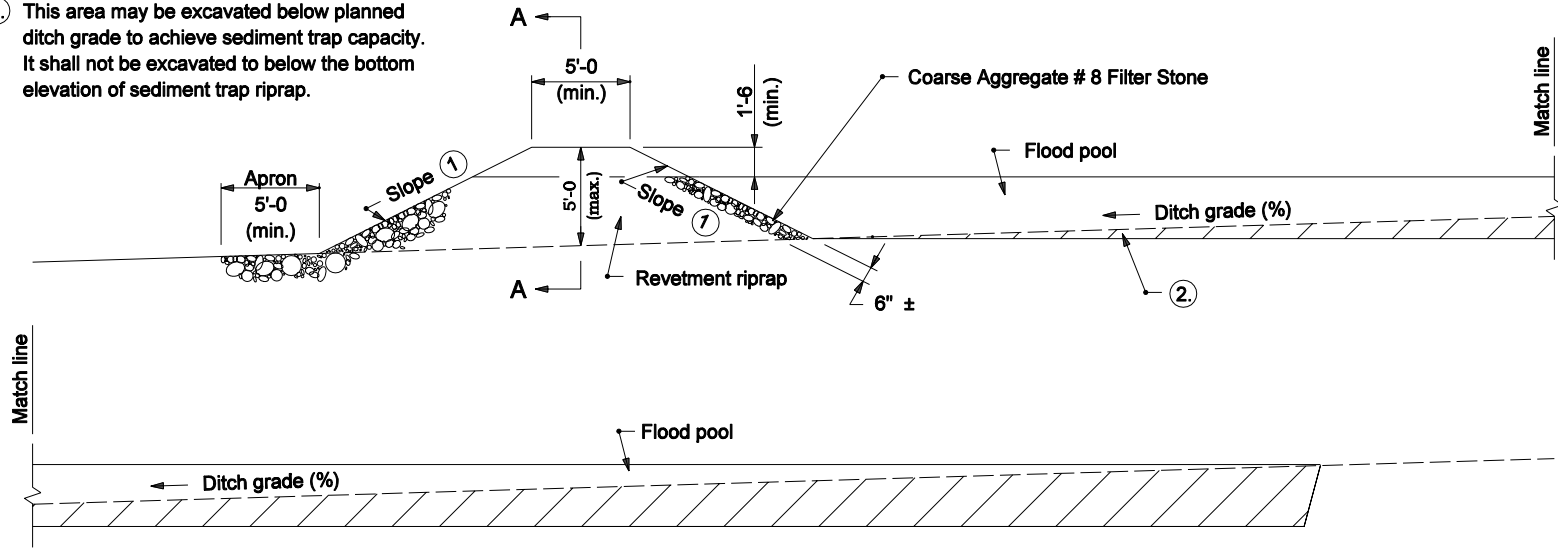 This area may be excavated below planned
ditch grade to achieve sediment trap capacity.
It shall not be excavated to below the bottom
elevation of sediment trap riprap.
A
5'-0
(min.)
1'-6
(min.)
Coarse Aggregate # 8 Filter Stone
Match line
Flood pool
Apron
5'-0
(min.)
Slope 1
5'-0
(max.)
Slope 1
Ditch grade (%)
Revetment riprap
A
6" ±
2.
Match line
Flood pool
Ditch grade (%)